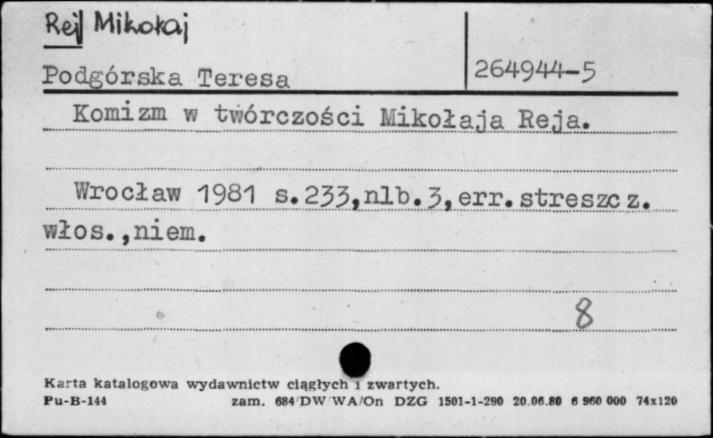 Rej Mikołaj
Podgórska Teresa 264944-5
Komizm w twórczości Mikołaja Reja.
Wrocław 1981 s.233,nlb.3,err.streszcz.
włos.,niem.
8
Karta katalogowa wydawnictw ciągłych i zwartych.
Pu-B-144 zam. 684/DW/WA/On DZG 1501-1-290 20.06.80 6 960 000 74x120